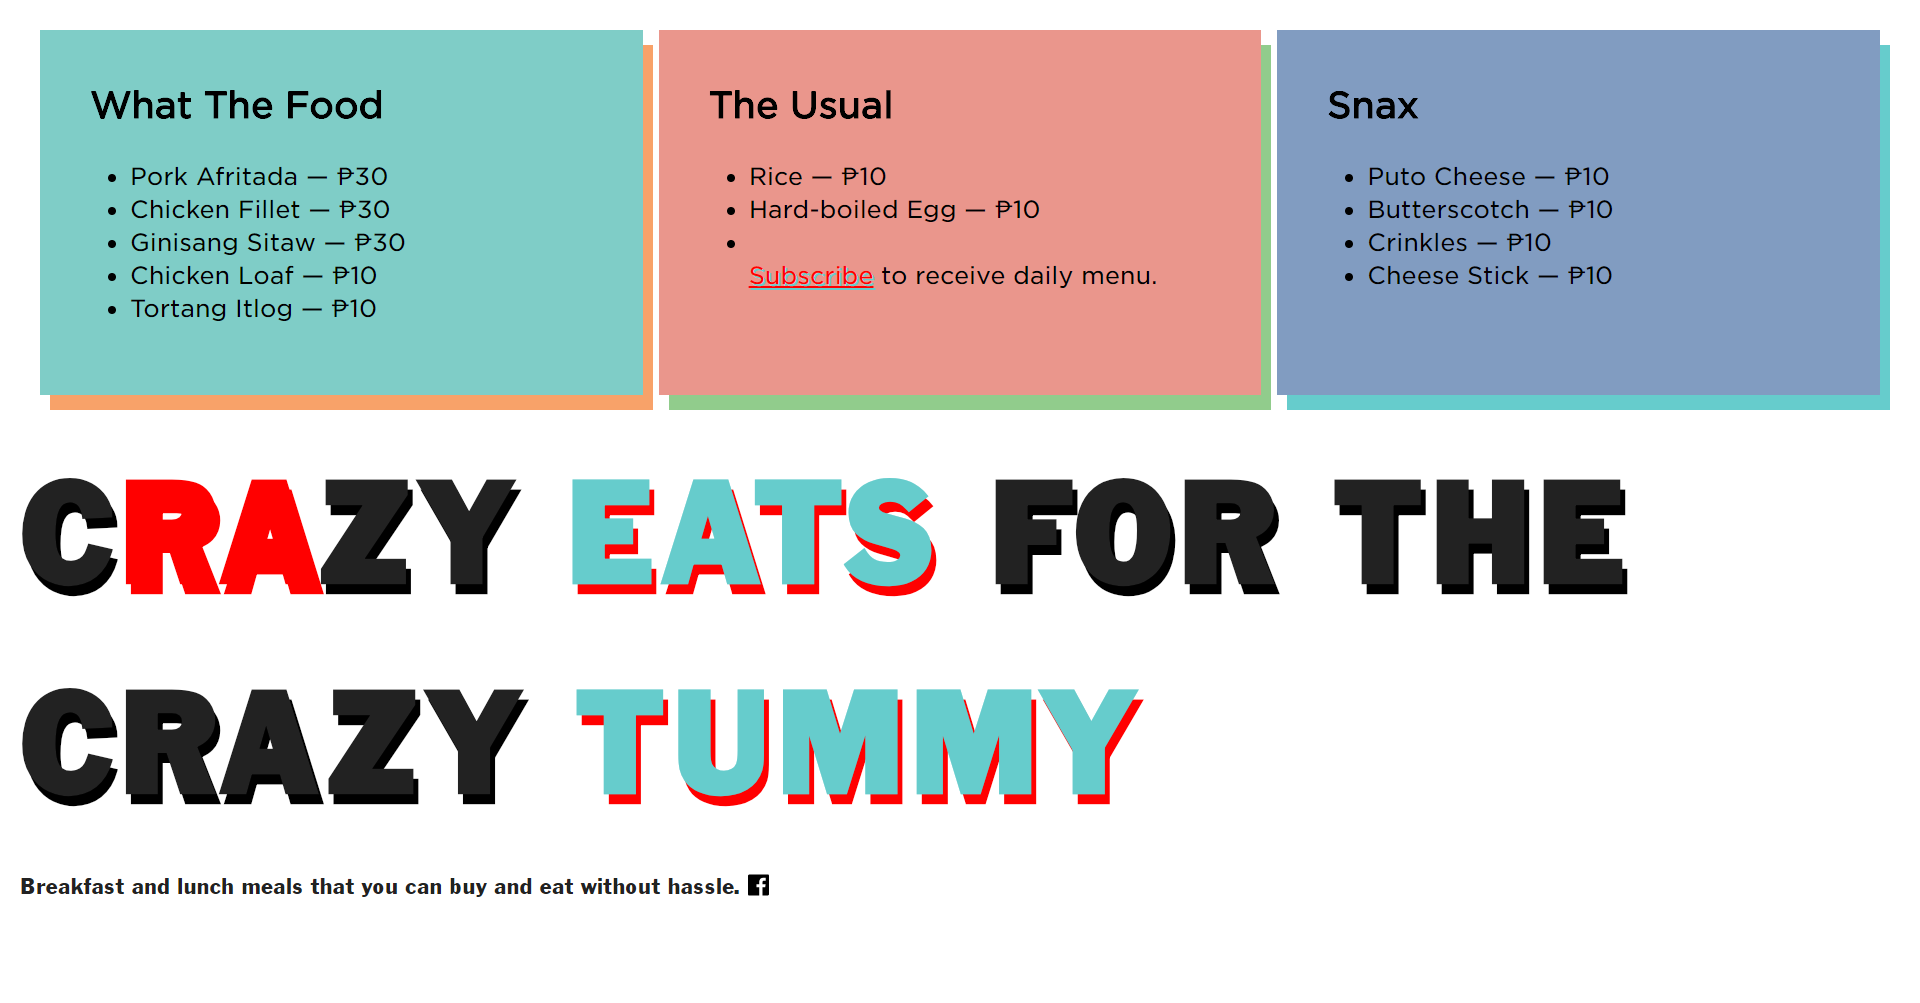 What The Food
Pork Afritada — ₱30
Chicken Fillet — ₱30
Ginisang Sitaw — ₱30
Chicken Loaf — ₱10
Tortang Itlog — ₱10
The Usual
Rice — ₱10
Hard-boiled Egg — ₱10
Subscribe to receive daily menu.
Snax
Puto Cheese — ₱10
Butterscotch — ₱10
Crinkles — ₱10
Cheese Stick — ₱10
CRAZY EATS FOR THE
CRAZY TUMMY
Breakfast and lunch meals that you can buy and eat without hassle.